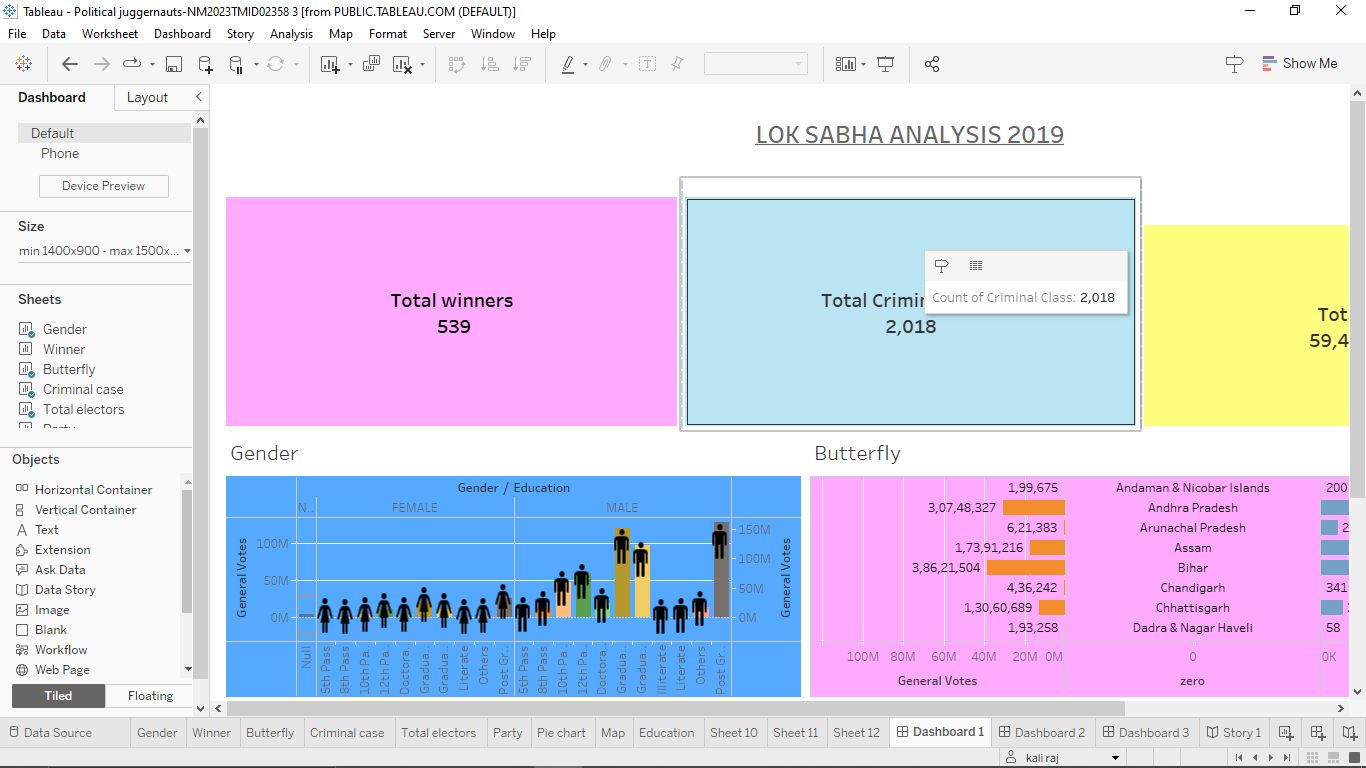 Tableau - Political juggernauts-NM2023TMID02358 3 [from PUBLIC.TABLEAU.COM (DEFAULT)]
File Data Worksheet Dashboard Story Analysis Map Format Server Window Help
Show Me
Dashboard Layout
Default
Phone
Device Preview
Size
min 1400x900 - max 1500x...
Sheets
Gender
Winner
Butterfly
Criminal case
Total electors
Objects
Horizontal Container
Vertical Container
Text
Extension
Ask Data
Data Story
Image
Blank
Workflow
Web Page
Tiled Floating
LOK SABHA ANALYSIS 2019
Total winners
539
Total Crimin
2,018
Count of Criminal Class: 2,018
Tot
59,4
Gender
Gender / Education
N.. FEMALE MALE
General Votes
100M
50M
0M
150M
100M
50M
0M
General Votes
Null
5th Pass
8th Pass
10th Pa..
12th Pa..
Doctora..
Gradua..
Gradua..
Literate
Others
Post Gr..
5th Pass
8th Pass
10th Pa..
12th Pa..
Doctora..
Gradua..
Gradua..
Illiterate
Literate
Others
Post Gr..
Butterfly
1,99,675 Andaman & Nicobar Islands 200
3,07,48,327 Andhra Pradesh
6,21,383 Arunachal Pradesh 2
1,73,91,216 Assam
3,86,21,504 Bihar
4,36,242 Chandigarh 341
1,30,60,689 Chhattisgarh
1,93,258 Dadra & Nagar Haveli 58
100M 80M 60M 40M 20M 0M 0 0K
General Votes zero
Data Source Gender Winner Butterfly Criminal case Total electors Party Pie chart Map Education Sheet 10 Sheet 11 Sheet 12 Dashboard 1 Dashboard 2 Dashboard 3 Story 1
kali raj